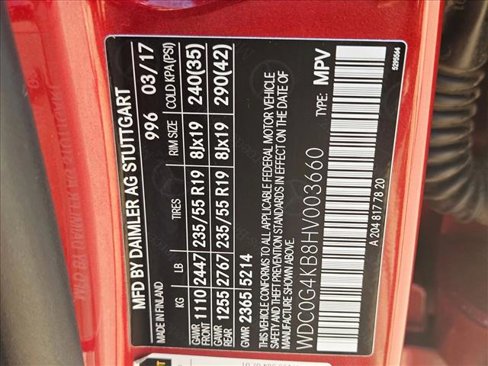 MFD BY DAIMLER AG STUTTGART
996 03/17
KG LB TIRES RIM SIZE COLD KPA(PSI)
GAWR FRONT 1110 2447 235/55 R19 8Jx19 240(35)
GAWR REAR 1255 2767 235/55 R19 8Jx19 290(42)
GVWR 2365 5214
THIS VEHICLE CONFORMS TO ALL APPLICABLE FEDERAL MOTOR VEHICLE
SAFETY AND THEFT PREVENTION STANDARDS IN EFFECT ON THE DATE
OF MANUFACTURE SHOWN ABOVE.
WDC0G4KB8HV003660
TYPE: MPV
A 204 817 78 20